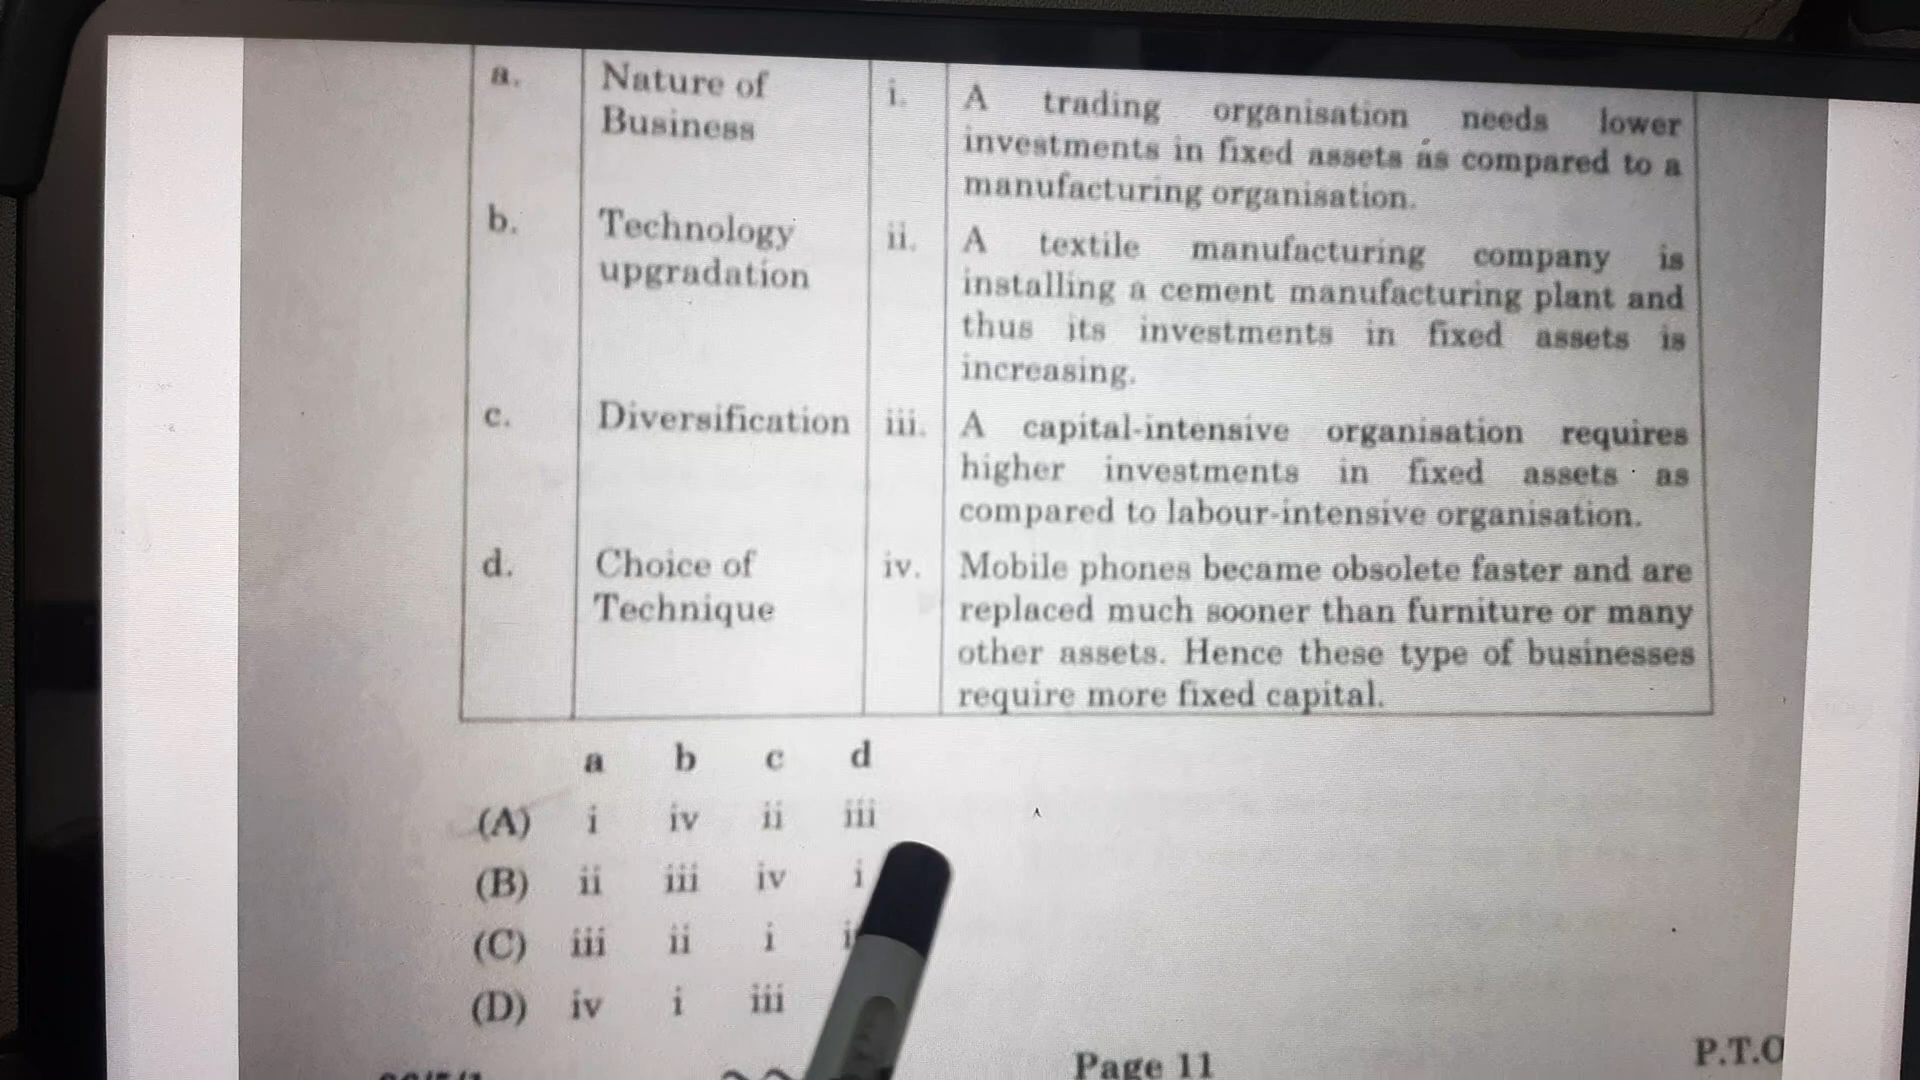 a. Nature of Business i. A trading organisation needs lower
investments in fixed assets as compared to a
manufacturing organisation.
b. Technology upgradation ii. A textile manufacturing company is
installing a cement manufacturing plant and
thus its investments in fixed assets is
increasing.
c. Diversification iii. A capital-intensive organisation requires
higher investments in fixed assets as
compared to labour-intensive organisation.
d. Choice of Technique iv. Mobile phones became obsolete faster and are
replaced much sooner than furniture or many
other assets. Hence these type of businesses
require more fixed capital.
a b c d
(A) i iv ii iii
(B) ii iii iv i
(C) iii ii i
(D) iv i iii
Page 11
P.T.O